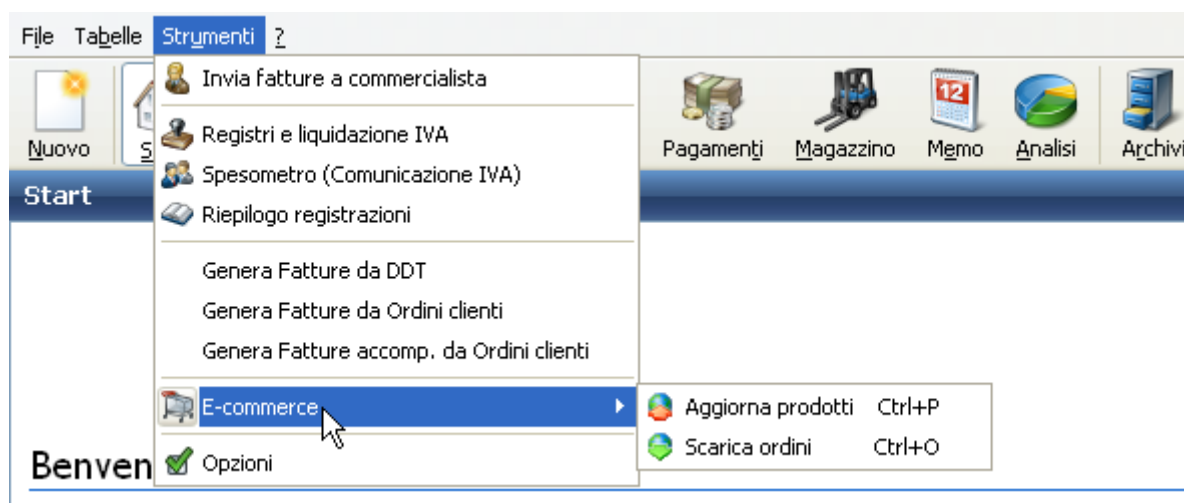 File Tabelle Strumenti ?
Nuovo
S
Pagamenti Magazzino Memo Analisi Archivi
12
Start
Invia fatture a commercialista
Registri e liquidazione IVA
Spesometro (Comunicazione IVA)
Riepilogo registrazioni
Genera Fatture da DDT
Genera Fatture da Ordini clienti
Genera Fatture accomp. da Ordini clienti
E-commerce
Aggiorna prodotti Ctrl+P
Scarica ordini Ctrl+O
Opzioni
Benven